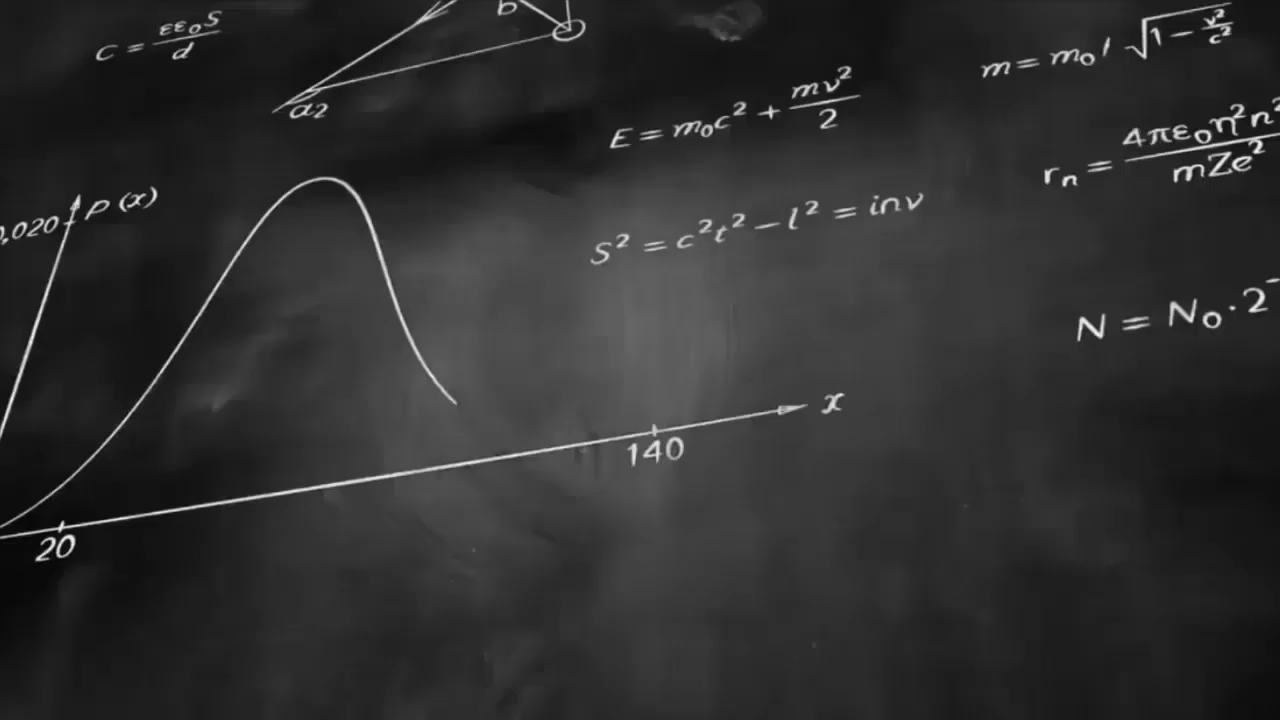 C = εε₀S/d
b
a₂
E = m₀c² + mv²/2
m = m₀ / √1 − v²/c²
rₙ = 4πε₀η²n²/mZe²
0,020
P(x)
S² = c²t² − l² = inv
N = N₀ · 2⁻
x
140
20